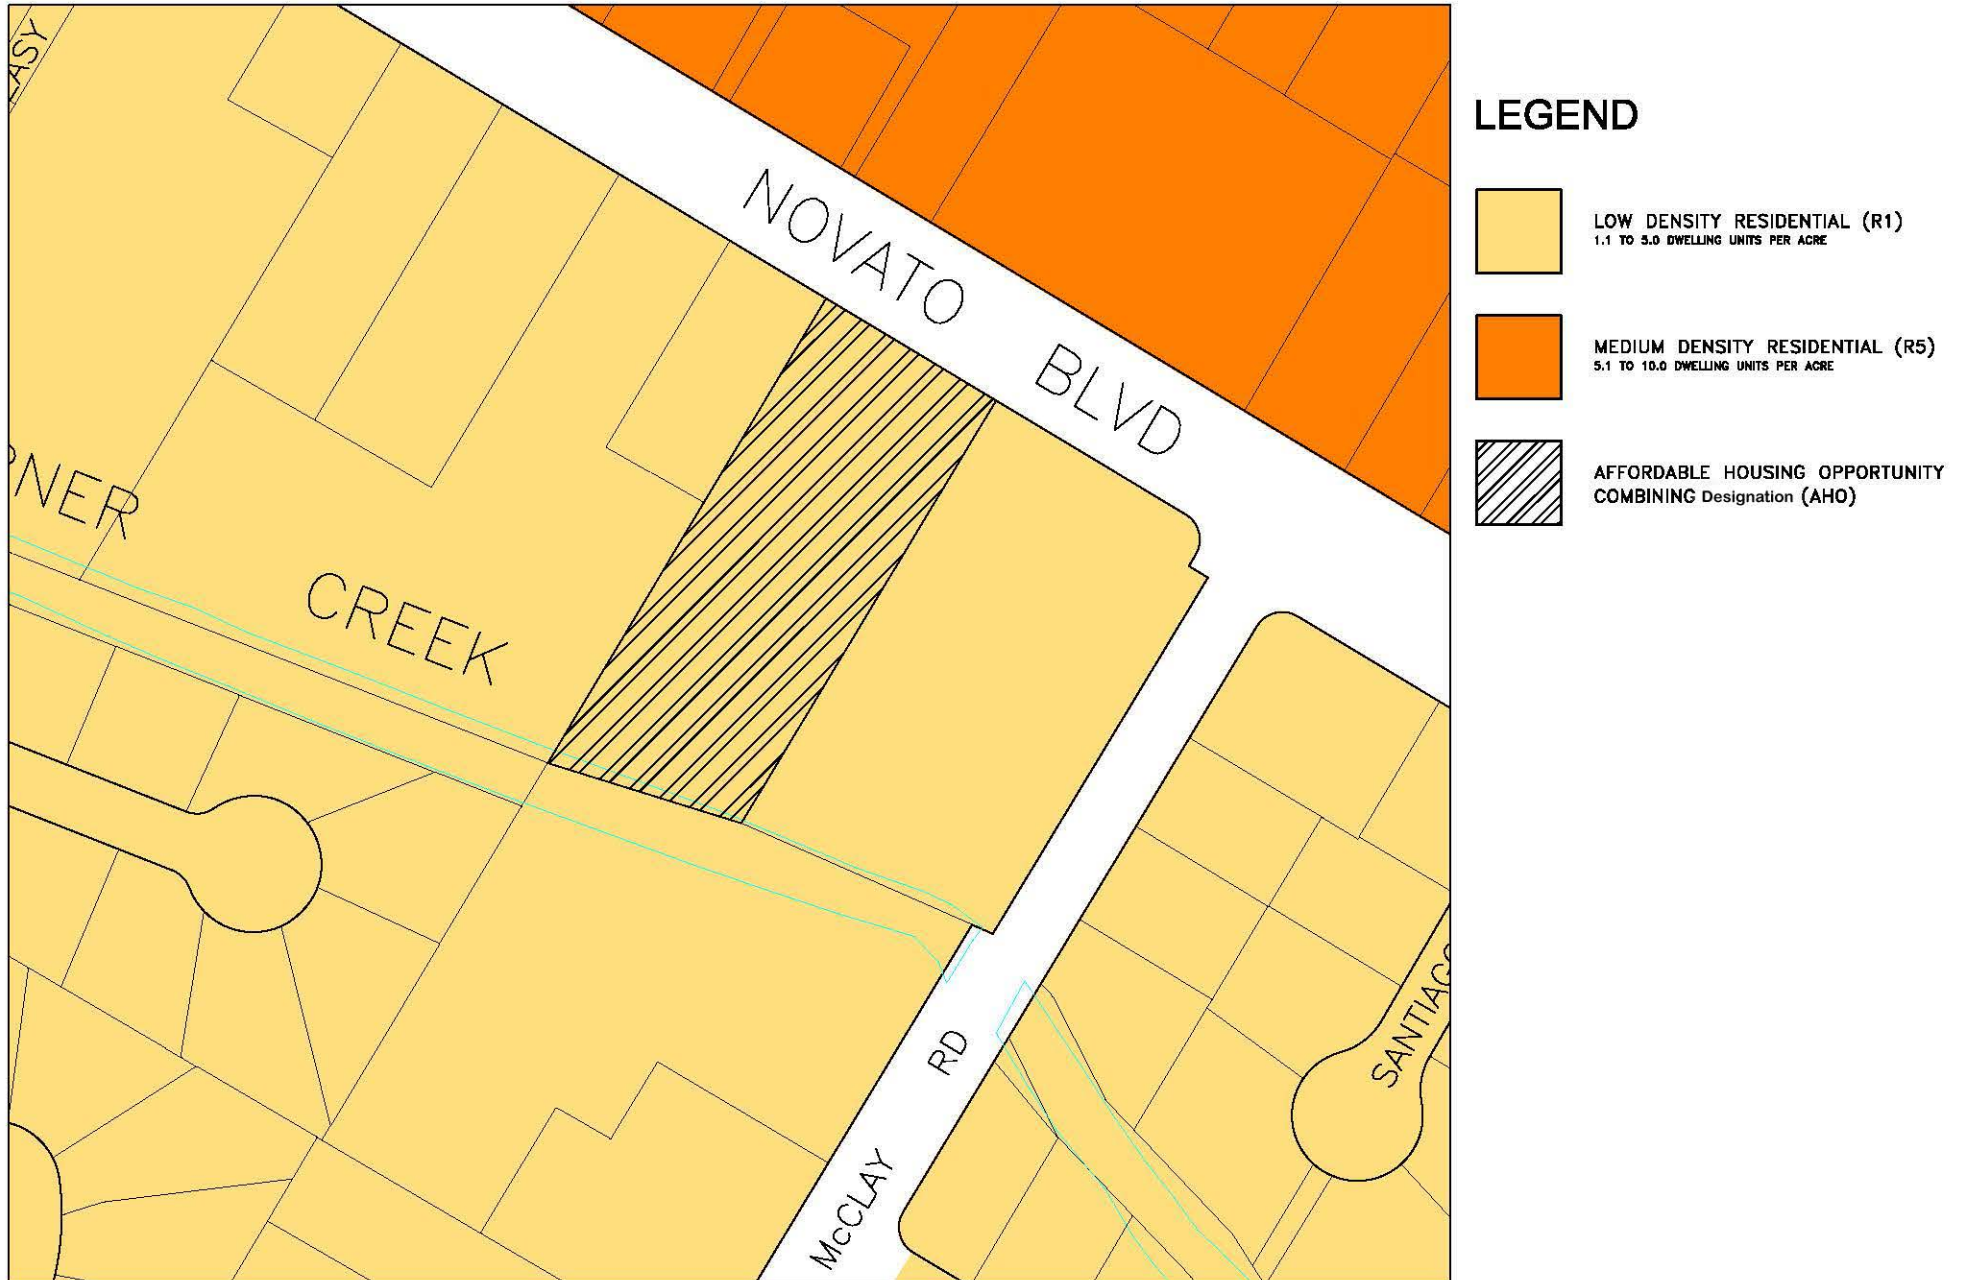 NOVATO BLVD
CREEK
McCLAY RD
LEGEND
LOW DENSITY RESIDENTIAL (R1)
1.1 TO 5.0 DWELLING UNITS PER ACRE
MEDIUM DENSITY RESIDENTIAL (R5)
5.1 TO 10.0 DWELLING UNITS PER ACRE
AFFORDABLE HOUSING OPPORTUNITY
COMBINING Designation (AHO)